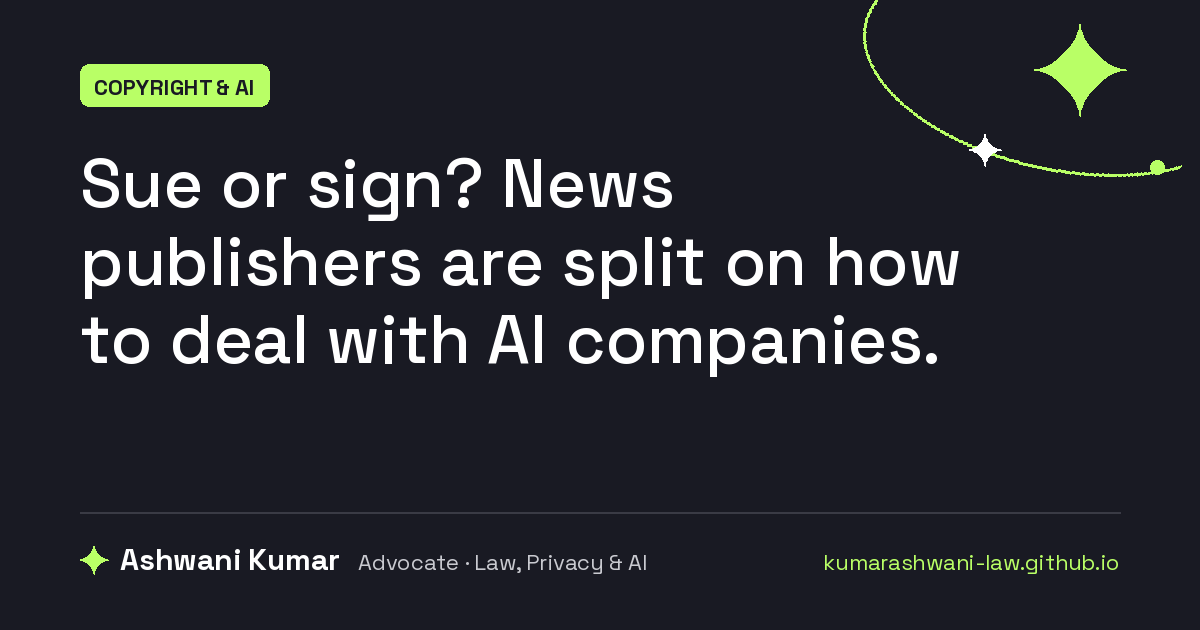 COPYRIGHT & AI
Sue or sign? News
publishers are split on how
to deal with AI companies.
Ashwani Kumar Advocate · Law, Privacy & AI kumarashwani-law.github.io